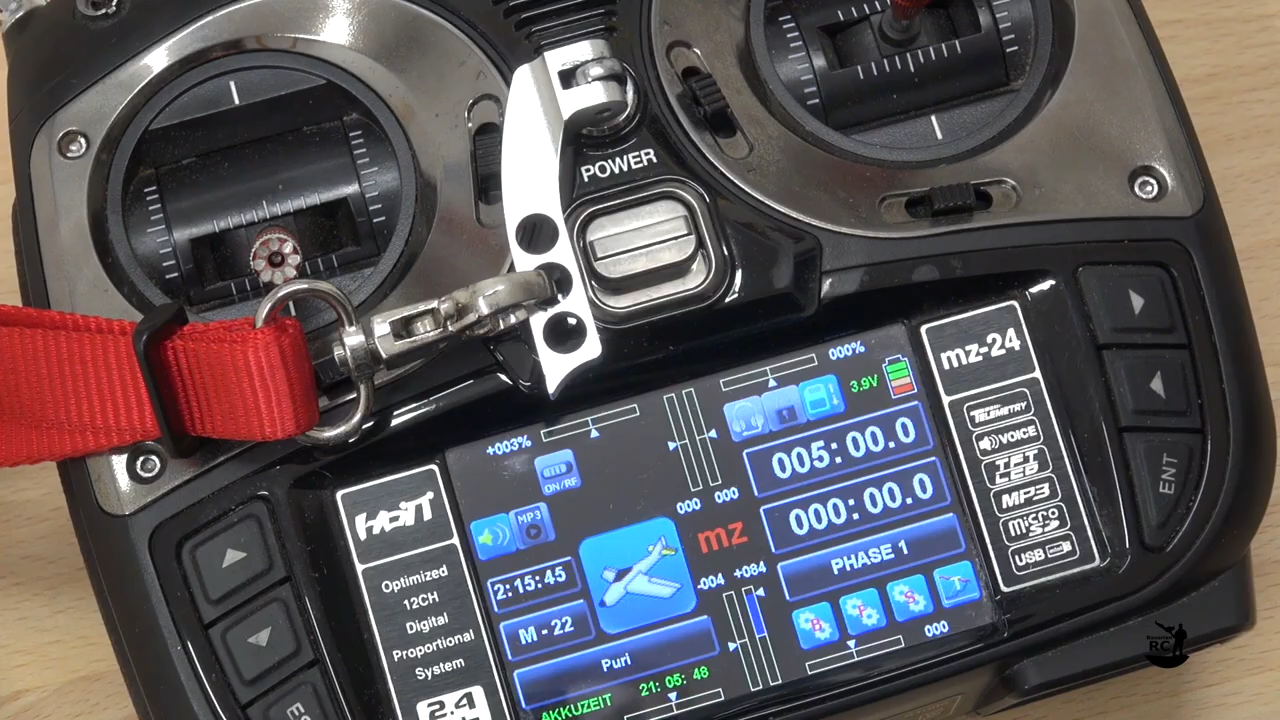 POWER
mz-24
TELEMETRY
VOICE
TFT
LED
MP3
micro
SD
USB
ENT
HoTT
Optimized
12CH
Digital
Proportional
System
2.4
+003%
000%
3.9V
ON/RF
MP3
005:00.0
000:00.0
000 000
mz
2:15:45
M - 22
Puri
-004 +084
PHASE 1
B F S
000
AKKUZEIT 21: 05: 48
RC